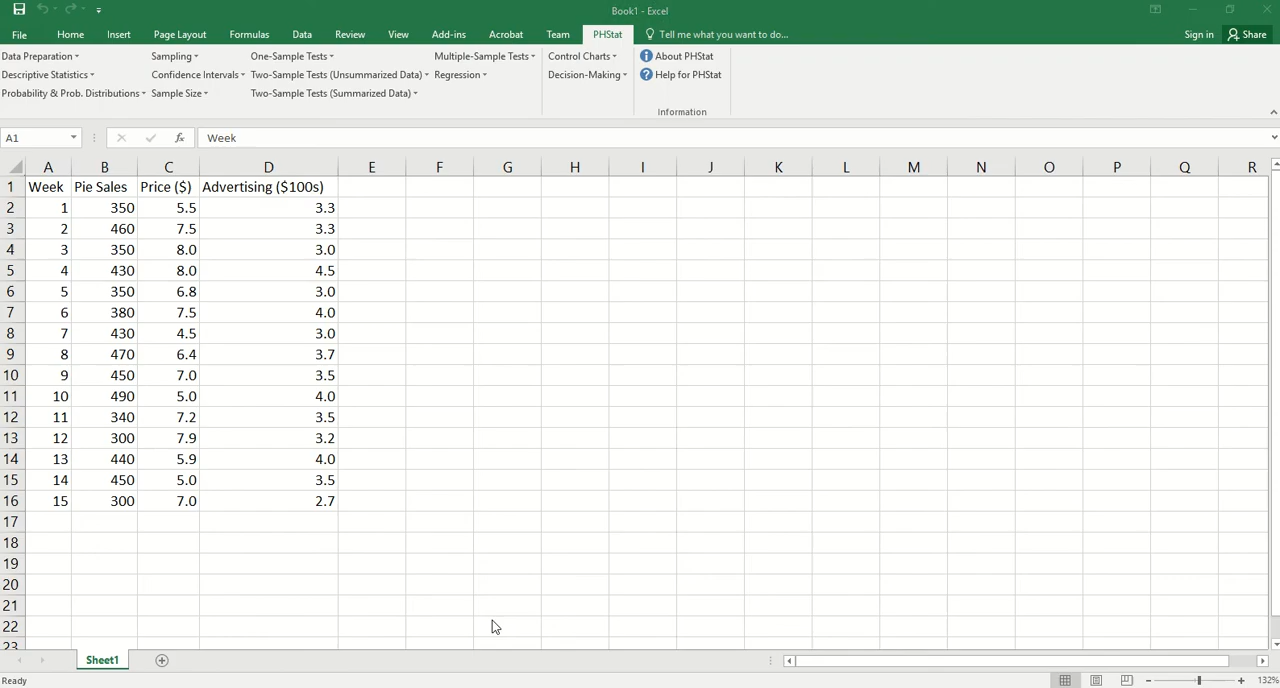 Book1 - Excel
File Home Insert Page Layout Formulas Data Review View Add-ins Acrobat Team PHStat Tell me what you want to do... Sign in Share
Data Preparation Sampling One-Sample Tests Multiple-Sample Tests Control Charts About PHStat
Descriptive Statistics Confidence Intervals Two-Sample Tests (Unsummarized Data) Regression Decision-Making Help for PHStat
Probability & Prob. Distributions Sample Size Two-Sample Tests (Summarized Data)
Information
A1 fx Week
A B C D E F G H I J K L M N O P Q R
1 Week Pie Sales Price ($) Advertising ($100s)
2 1 350 5.5 3.3
3 2 460 7.5 3.3
4 3 350 8.0 3.0
5 4 430 8.0 4.5
6 5 350 6.8 3.0
7 6 380 7.5 4.0
8 7 430 4.5 3.0
9 8 470 6.4 3.7
10 9 450 7.0 3.5
11 10 490 5.0 4.0
12 11 340 7.2 3.5
13 12 300 7.9 3.2
14 13 440 5.9 4.0
15 14 450 5.0 3.5
16 15 300 7.0 2.7
17
18
19
20
21
22
23
Sheet1
Ready 132%